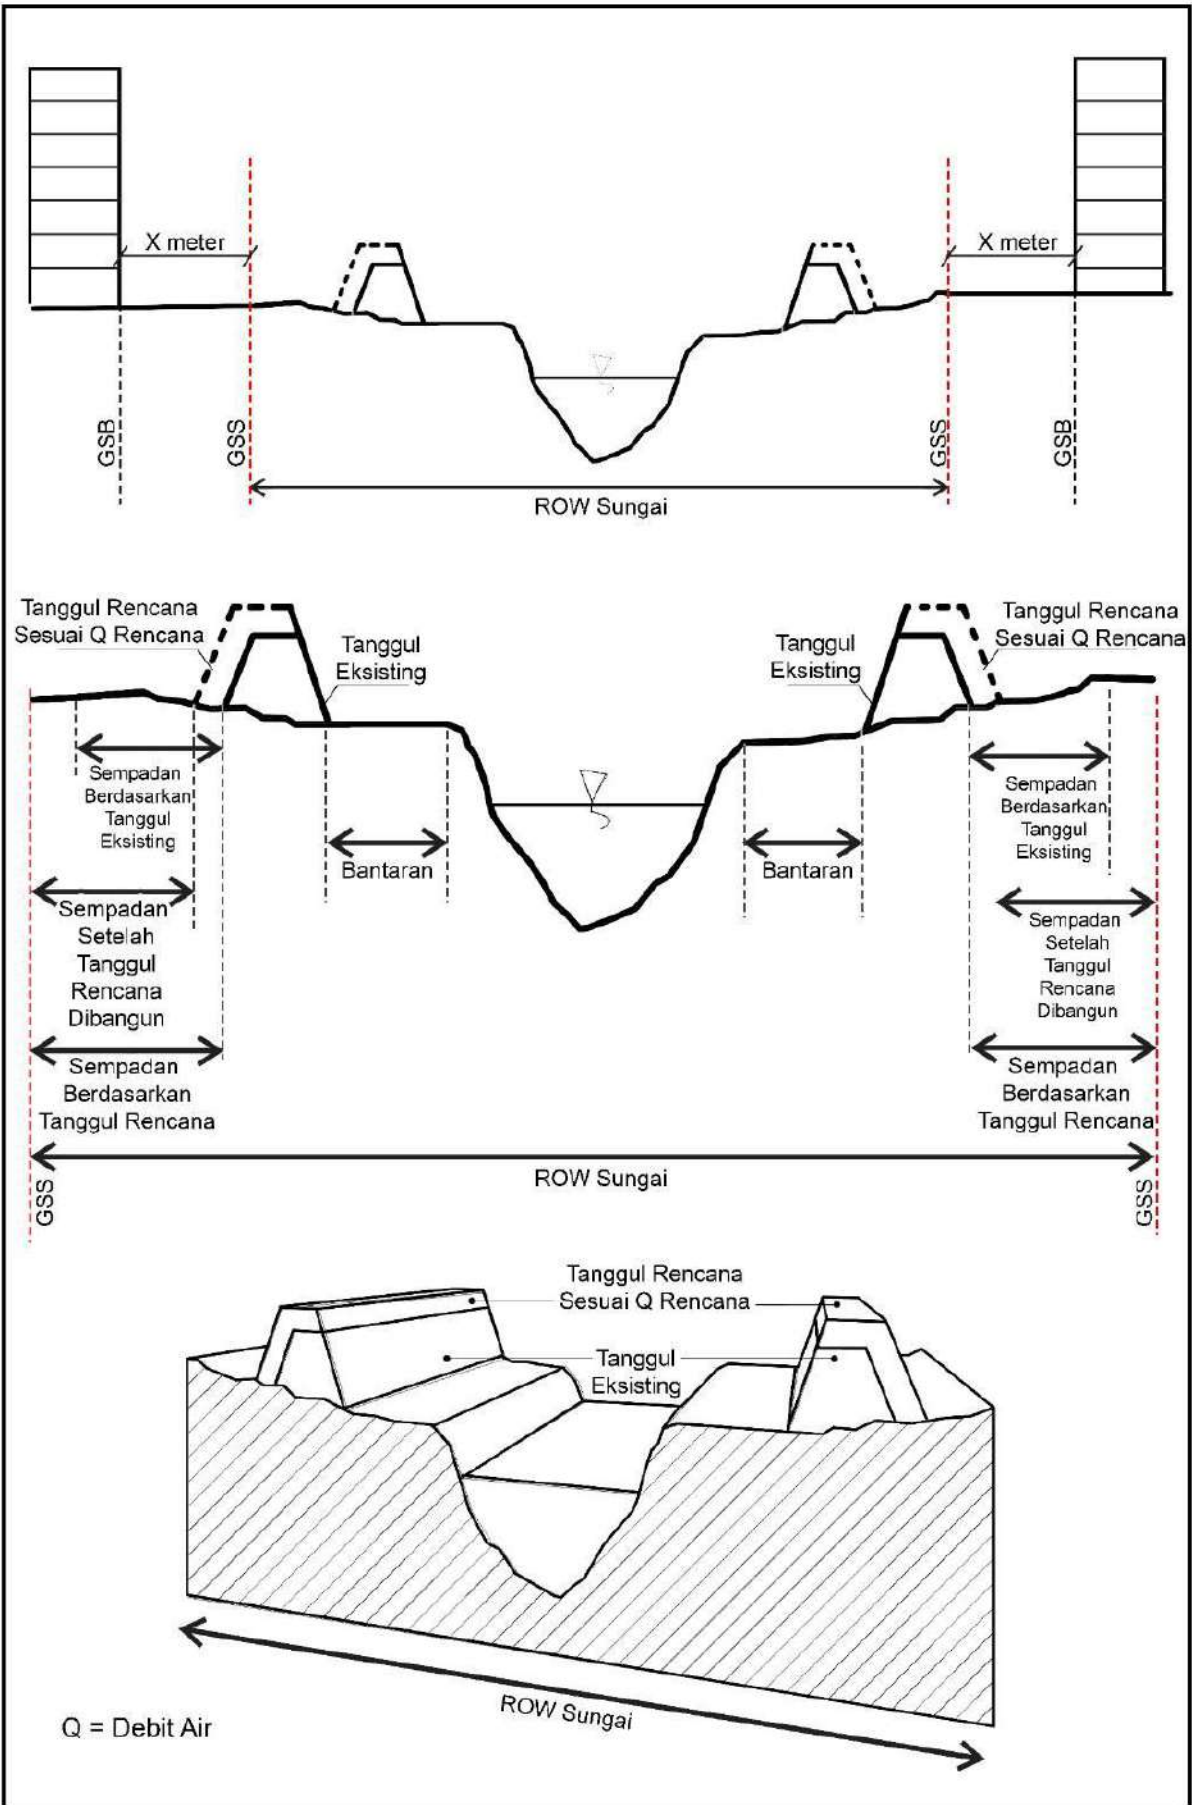 X meter
X meter
GSB
GSS
GSS
GSB
ROW Sungai
Tanggul Rencana
Sesuai Q Rencana
Tanggul
Eksisting
Tanggul
Eksisting
Tanggul Rencana
Sesuai Q Rencana
Sempadan
Berdasarkan
Tanggul
Eksisting
Bantaran
Bantaran
Sempadan
Berdasarkan
Tanggul
Eksisting
Sempadan
Setelah
Tanggul
Rencana
Dibangun
Sempadan
Setelah
Tanggul
Rencana
Dibangun
Sempadan
Berdasarkan
Tanggul Rencana
Sempadan
Berdasarkan
Tanggul Rencana
ROW Sungai
GSS
GSS
Tanggul Rencana
Sesuai Q Rencana
Tanggul
Eksisting
ROW Sungai
Q = Debit Air